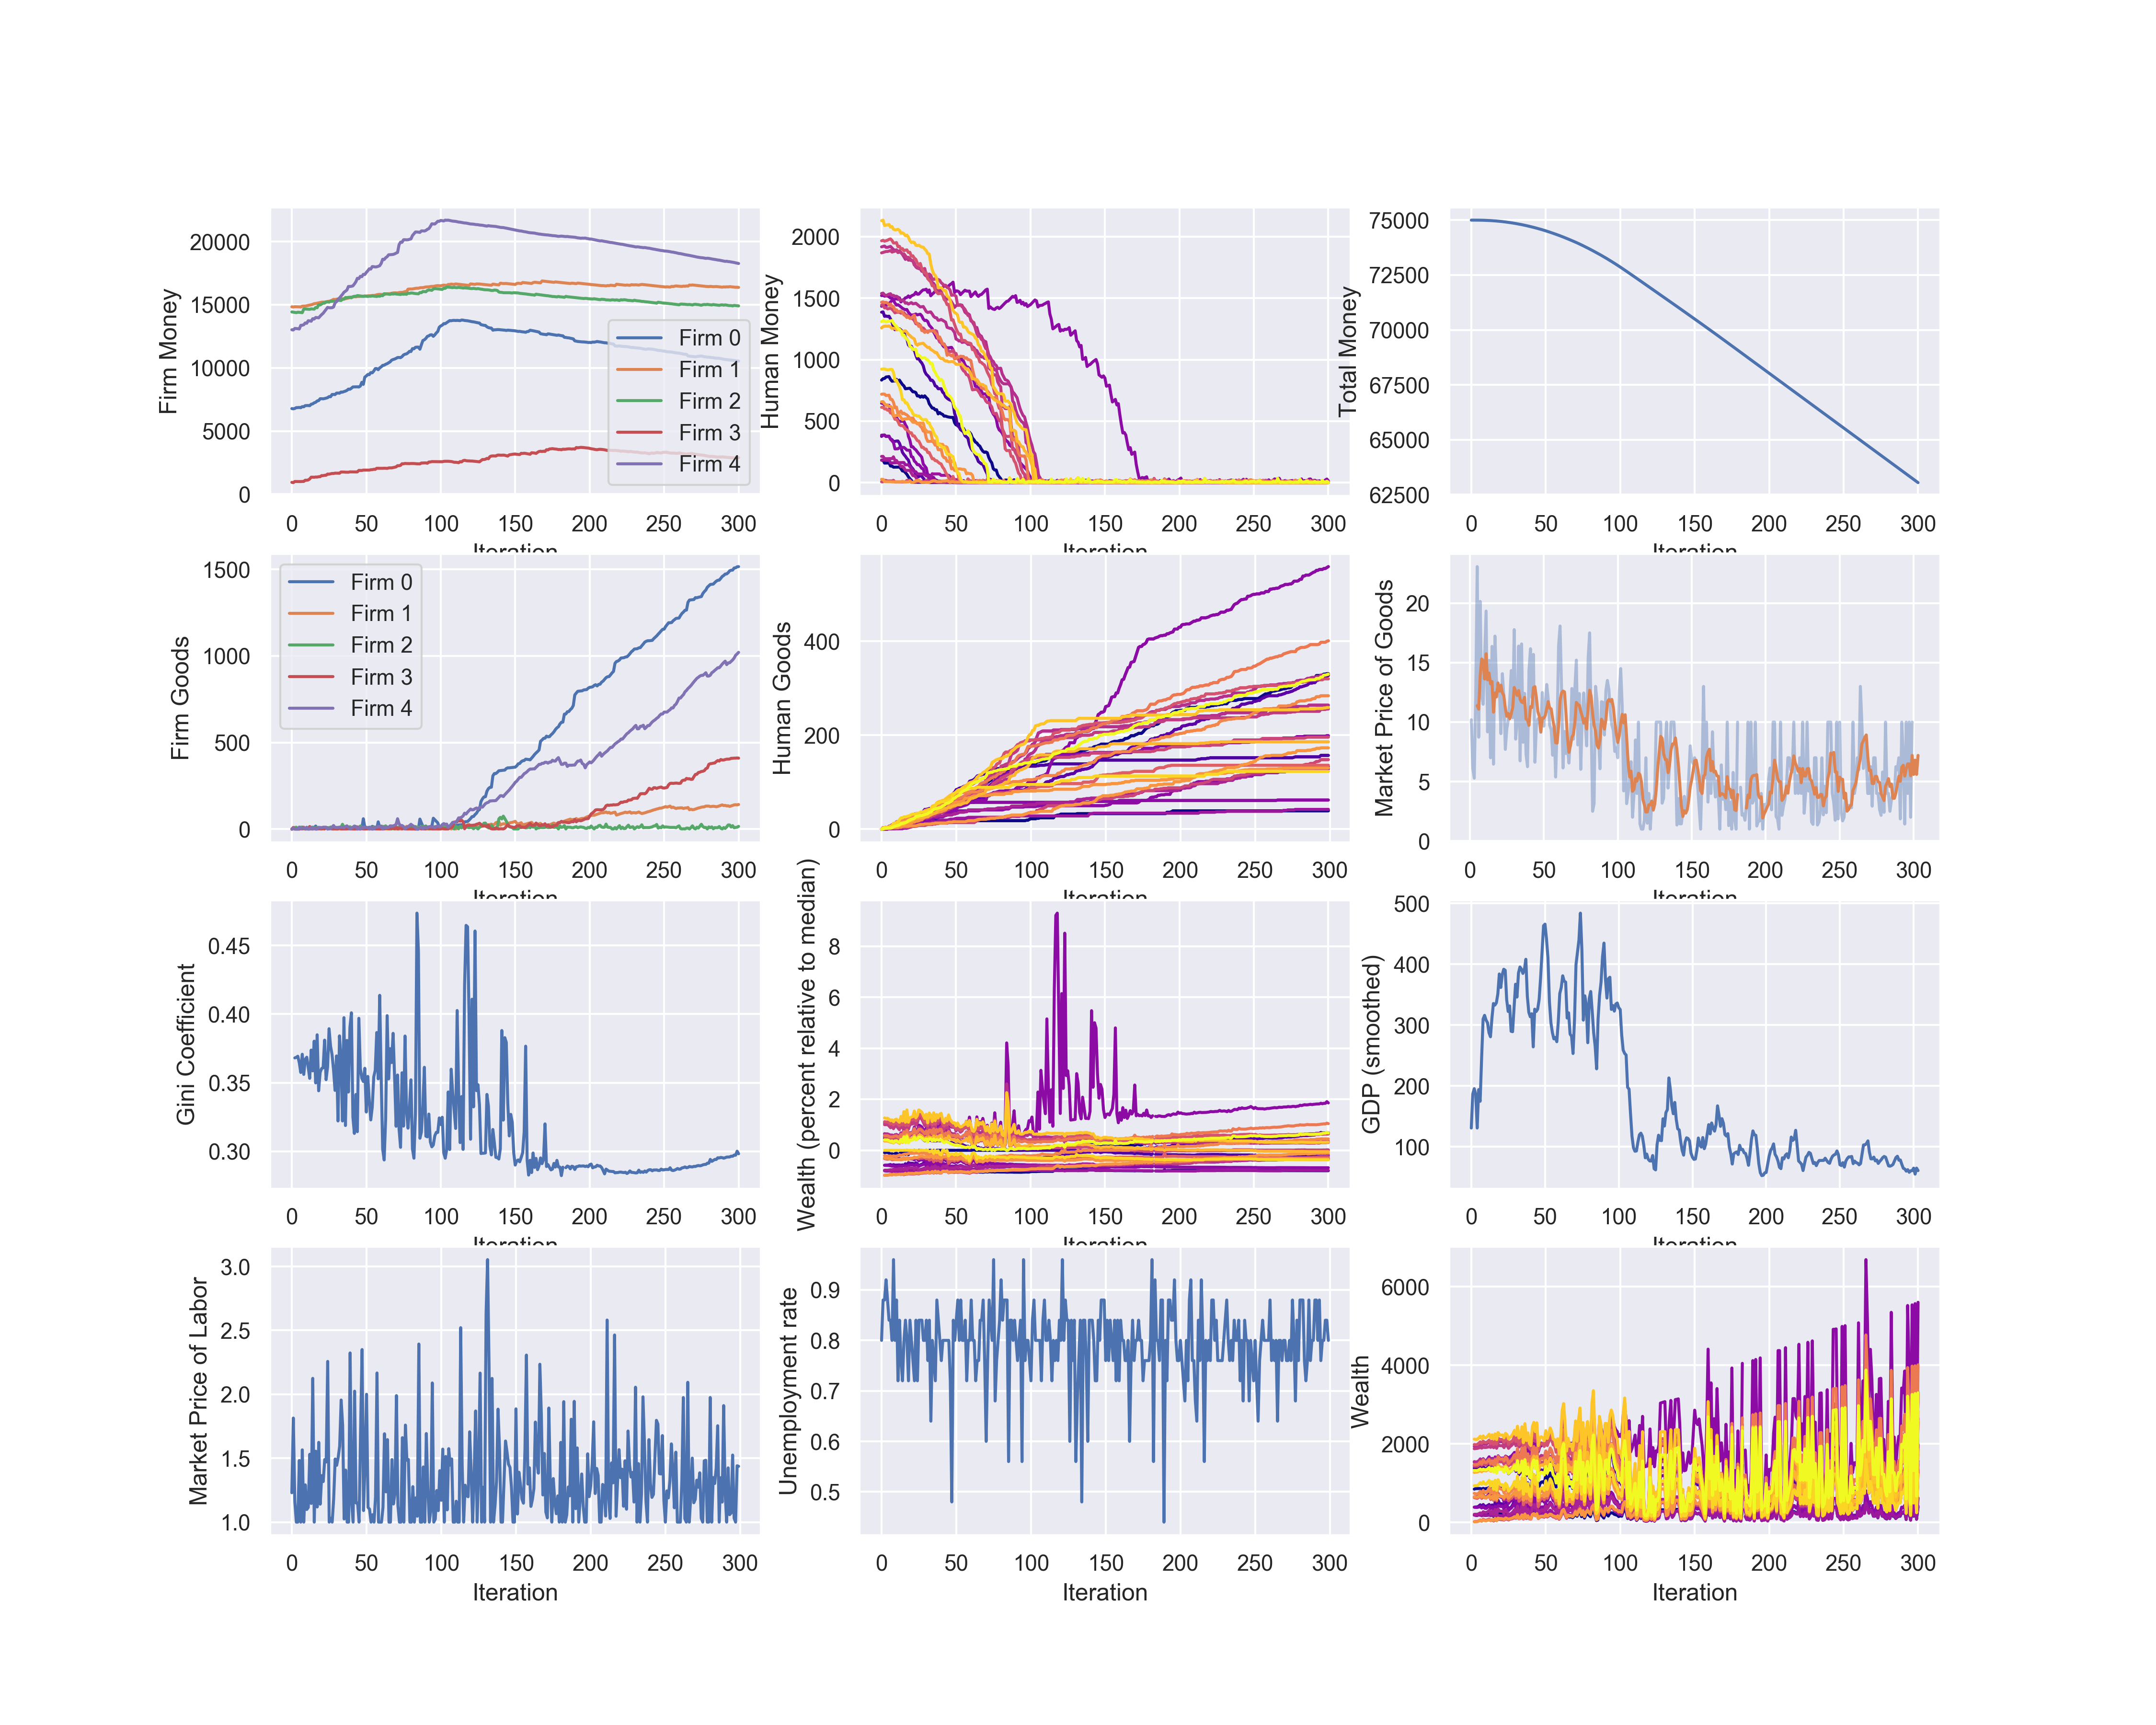 Firm Money
20000
15000
10000
5000
0
0 50 100 150 200 250 300
Iteration
Firm 0
Firm 1
Firm 2
Firm 3
Firm 4
Human Money
2000
1500
1000
500
0
0 50 100 150 200 250 300
Iteration
Total Money
75000
72500
70000
67500
65000
62500
0 50 100 150 200 250 300
Iteration
Firm Goods
1500
1000
500
0
0 50 100 150 200 250 300
Iteration
Firm 0
Firm 1
Firm 2
Firm 3
Firm 4
Human Goods
400
200
0
0 50 100 150 200 250 300
Iteration
Market Price of Goods
20
15
10
5
0
0 50 100 150 200 250 300
Iteration
Gini Coefficient
0.45
0.40
0.35
0.30
0 50 100 150 200 250 300
Iteration
Wealth (percent relative to median)
8
6
4
2
0
0 50 100 150 200 250 300
Iteration
GDP (smoothed)
500
400
300
200
100
0 50 100 150 200 250 300
Iteration
Market Price of Labor
3.0
2.5
2.0
1.5
1.0
0 50 100 150 200 250 300
Iteration
Unemployment rate
0.9
0.8
0.7
0.6
0.5
0 50 100 150 200 250 300
Iteration
Wealth
6000
4000
2000
0
0 50 100 150 200 250 300
Iteration